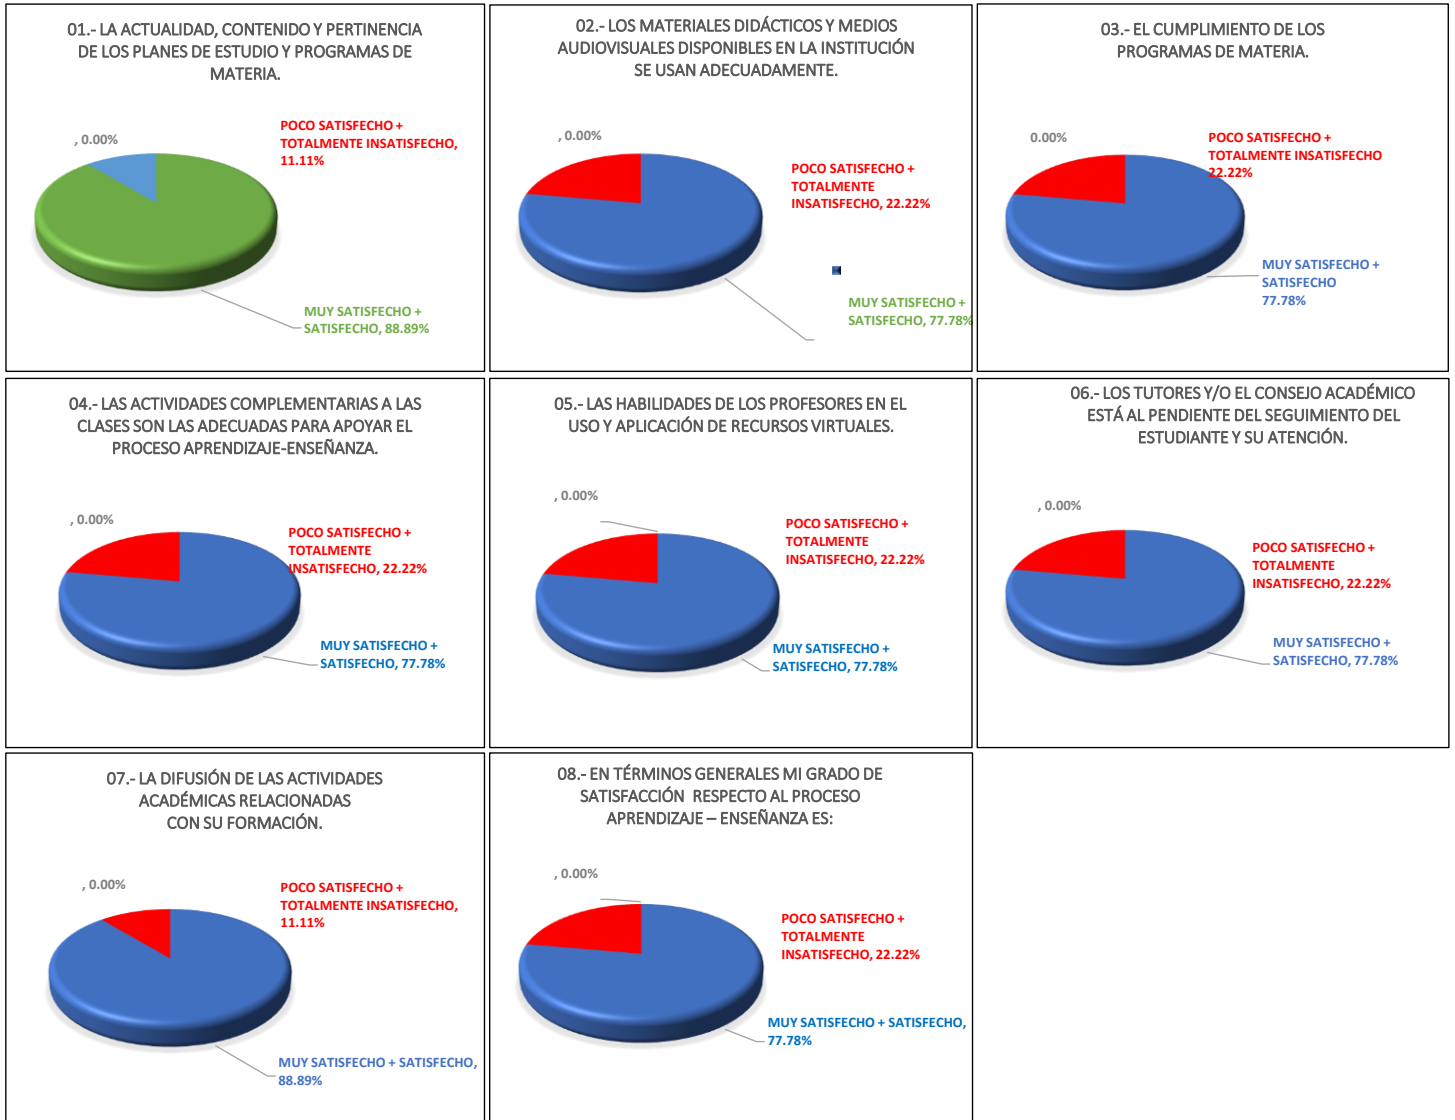 01.- LA ACTUALIDAD, CONTENIDO Y PERTINENCIA
DE LOS PLANES DE ESTUDIO Y PROGRAMAS DE
MATERIA.
, 0.00%
POCO SATISFECHO +
TOTALMENTE INSATISFECHO,
11.11%
MUY SATISFECHO +
SATISFECHO, 88.89%
02.- LOS MATERIALES DIDÁCTICOS Y MEDIOS
AUDIOVISUALES DISPONIBLES EN LA INSTITUCIÓN
SE USAN ADECUADAMENTE.
, 0.00%
POCO SATISFECHO +
TOTALMENTE
INSATISFECHO, 22.22%
MUY SATISFECHO +
SATISFECHO, 77.78%
03.- EL CUMPLIMIENTO DE LOS
PROGRAMAS DE MATERIA.
0.00%
POCO SATISFECHO +
TOTALMENTE INSATISFECHO
22.22%
MUY SATISFECHO +
SATISFECHO
77.78%
04.- LAS ACTIVIDADES COMPLEMENTARIAS A LAS
CLASES SON LAS ADECUADAS PARA APOYAR EL
PROCESO APRENDIZAJE-ENSEÑANZA.
, 0.00%
POCO SATISFECHO +
TOTALMENTE
INSATISFECHO, 22.22%
MUY SATISFECHO +
SATISFECHO, 77.78%
05.- LAS HABILIDADES DE LOS PROFESORES EN EL
USO Y APLICACIÓN DE RECURSOS VIRTUALES.
, 0.00%
POCO SATISFECHO +
TOTALMENTE
INSATISFECHO, 22.22%
MUY SATISFECHO +
SATISFECHO, 77.78%
06.- LOS TUTORES Y/O EL CONSEJO ACADÉMICO
ESTÁ AL PENDIENTE DEL SEGUIMIENTO DEL
ESTUDIANTE Y SU ATENCIÓN.
, 0.00%
POCO SATISFECHO +
TOTALMENTE
INSATISFECHO, 22.22%
MUY SATISFECHO +
SATISFECHO, 77.78%
07.- LA DIFUSIÓN DE LAS ACTIVIDADES
ACADÉMICAS RELACIONADAS
CON SU FORMACIÓN.
, 0.00%
POCO SATISFECHO +
TOTALMENTE INSATISFECHO,
11.11%
MUY SATISFECHO + SATISFECHO,
88.89%
08.- EN TÉRMINOS GENERALES MI GRADO DE
SATISFACCIÓN RESPECTO AL PROCESO
APRENDIZAJE – ENSEÑANZA ES:
, 0.00%
POCO SATISFECHO +
TOTALMENTE
INSATISFECHO, 22.22%
MUY SATISFECHO + SATISFECHO,
77.78%